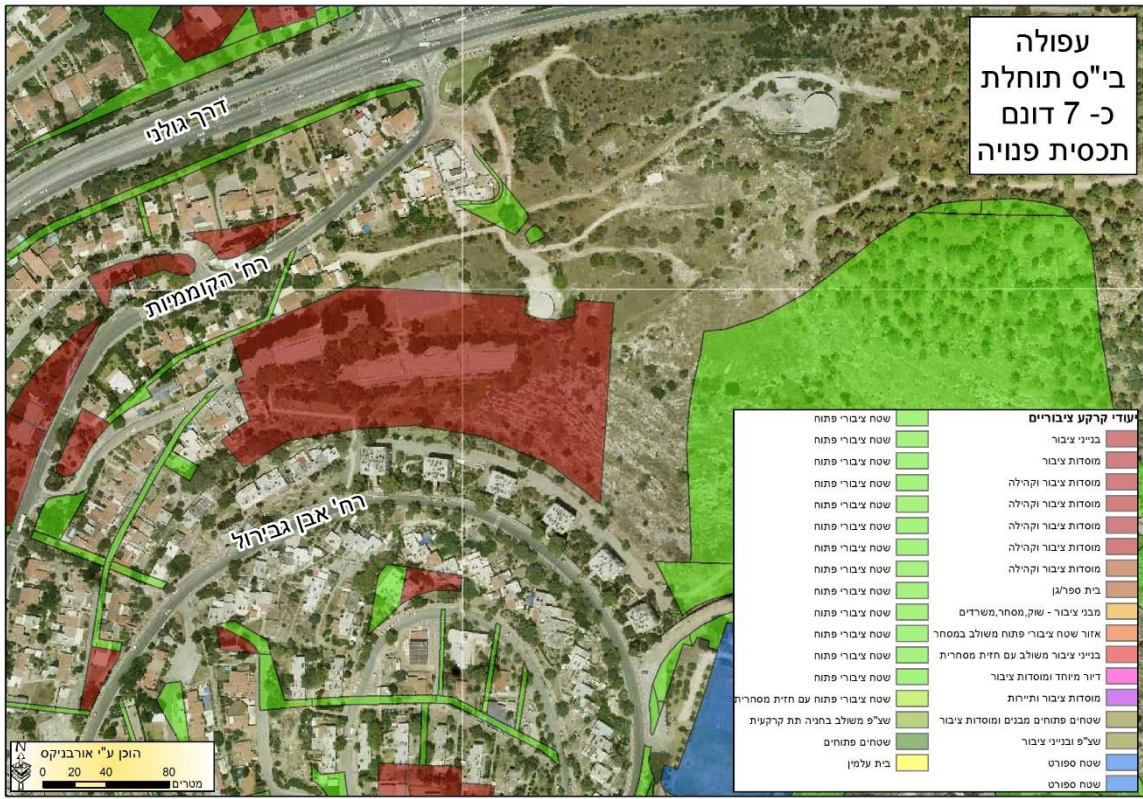 עפולה
בי"ס תוחלת
כ- 7 דונם
תכסית פנויה
דרך גולני
רח' הקוממיות
רח' אבן גבירול
יעודי קרקע ציבוריים
בנייני ציבור
מוסדות ציבור
מוסדות ציבור וקהילה
מוסדות ציבור וקהילה
מוסדות ציבור וקהילה
מוסדות ציבור וקהילה
מוסדות ציבור וקהילה
בית ספר/גן
מבני ציבור - שוק,מסחר,משרדים
אזור שטח ציבורי פתוח משולב במסחר
בנייני ציבור משולב עם חזית מסחרית
דיור מיוחד ומוסדות ציבור
מוסדות ציבור ותיירות
שטחים פתוחים מבנים ומוסדות ציבור
שצ"פ ובנייני ציבור
שטח ספורט
שטח ספורט
שטח ציבורי פתוח
שטח ציבורי פתוח
שטח ציבורי פתוח
שטח ציבורי פתוח
שטח ציבורי פתוח
שטח ציבורי פתוח
שטח ציבורי פתוח
שטח ציבורי פתוח
שטח ציבורי פתוח
שטח ציבורי פתוח
שטח ציבורי פתוח
שטח ציבורי פתוח
שטח ציבורי פתוח
שטח ציבורי פתוח עם חזית מסחרית
שצ"פ משולב בחניה תת קרקעית
שטחים פתוחים
בית עלמין
הוכן ע"י אורבניקס
N
0 20 40 80
מטרים